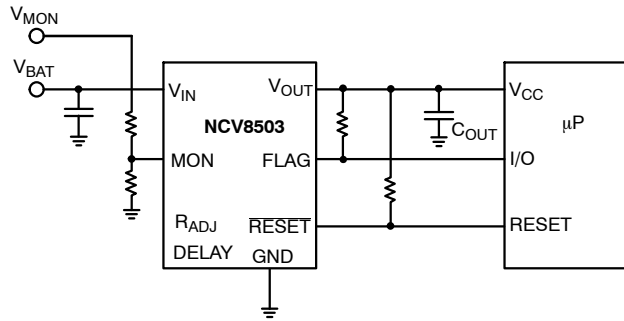 VMON
VBAT
VIN
VOUT
VCC
NCV8503
COUT
μP
MON
FLAG
I/O
RADJ
RESET
RESET
DELAY
GND